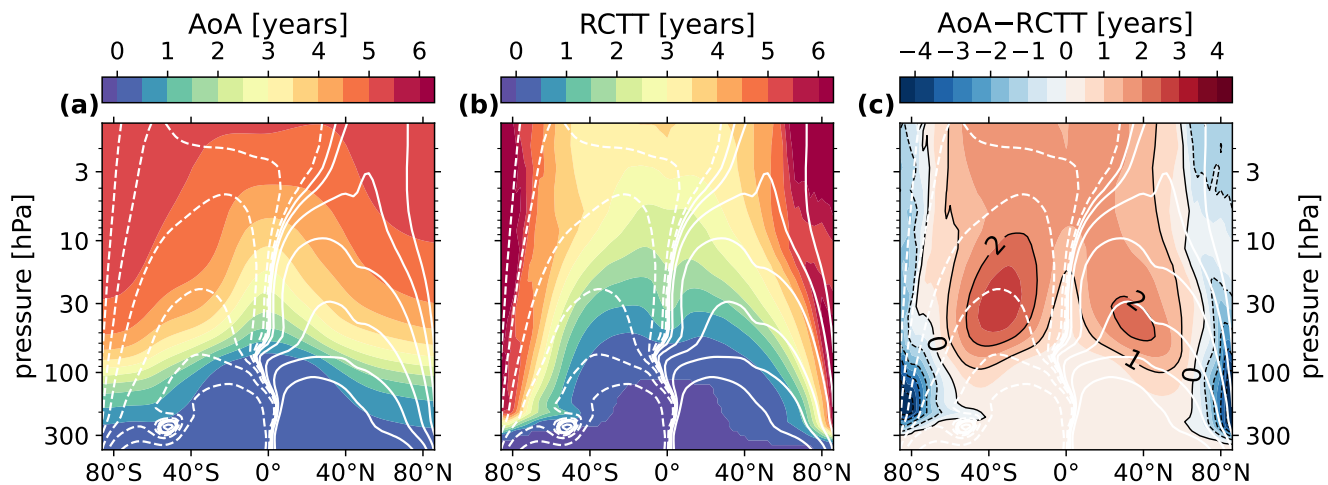 AoA [years]
0 1 2 3 4 5 6
(a)
pressure [hPa]
3
10
30
100
300
80°S 40°S 0° 40°N 80°N
RCTT [years]
0 1 2 3 4 5 6
(b)
80°S 40°S 0° 40°N 80°N
AoA−RCTT [years]
−4 −3 −2 −1 0 1 2 3 4
(c)
2
2
1
0
0
3
10
30
100
300
pressure [hPa]
80°S 40°S 0° 40°N 80°N